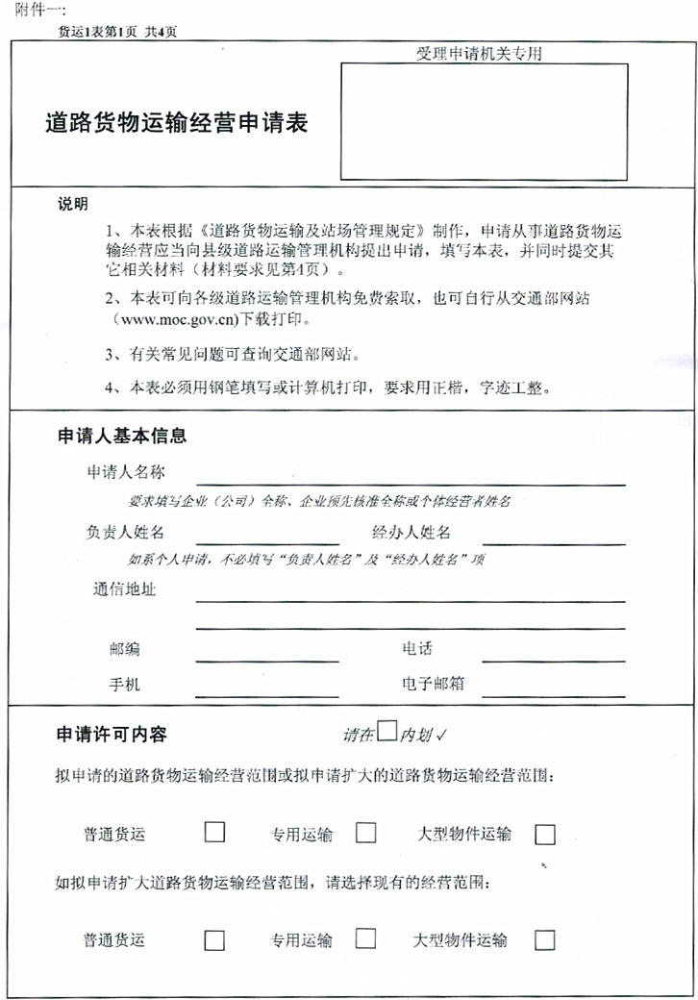 附件一:
货运1表第1页 共4页
受理申请机关专用
道路货物运输经营申请表
说明
1、本表根据《道路货物运输及站场管理规定》制作，申请从事道路货物运
输经营应当向县级道路运输管理机构提出申请，填写本表，并同时提交其
它相关材料（材料要求见第4页）。
2、本表可向各级道路运输管理机构免费索取，也可自行从交通部网站
（www.moc.gov.cn)下载打印。
3、有关常见问题可查询交通部网站。
4、本表必须用钢笔填写或计算机打印，要求用正楷，字迹工整。
申请人基本信息
申请人名称
要求填写企业（公司）全称、企业预先核准全称或个体经营者姓名
负责人姓名 经办人姓名
如系个人申请，不必填写“负责人姓名”及“经办人姓名”项
通信地址
邮编 电话
手机 电子邮箱
申请许可内容 请在□内划√
拟申请的道路货物运输经营范围或拟申请扩大的道路货物运输经营范围：
普通货运 □ 专用运输 □ 大型物件运输 □
如拟申请扩大道路货物运输经营范围，请选择现有的经营范围：
普通货运 □ 专用运输 □ 大型物件运输 □